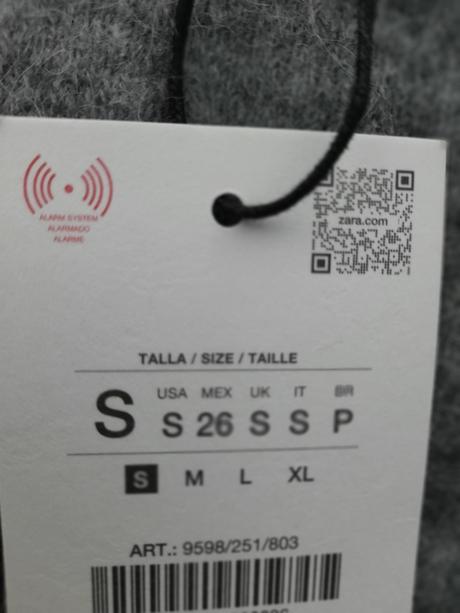 ALARM SYSTEM
ALARMADO
ALARME
zara.com
TALLA / SIZE / TAILLE
USA MEX UK IT BR
S S 26 S S P
S M L XL
ART.: 9598/251/803